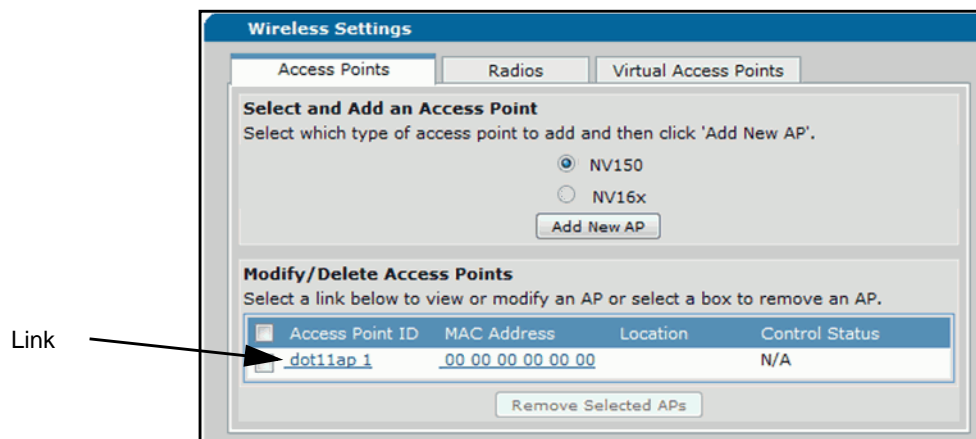 Wireless Settings
Access Points Radios Virtual Access Points
Select and Add an Access Point
Select which type of access point to add and then click 'Add New AP'.
NV150
NV16x
Add New AP
Modify/Delete Access Points
Select a link below to view or modify an AP or select a box to remove an AP.
Access Point ID MAC Address Location Control Status
Link
dot11ap 1 00 00 00 00 00 00 N/A
Remove Selected APs